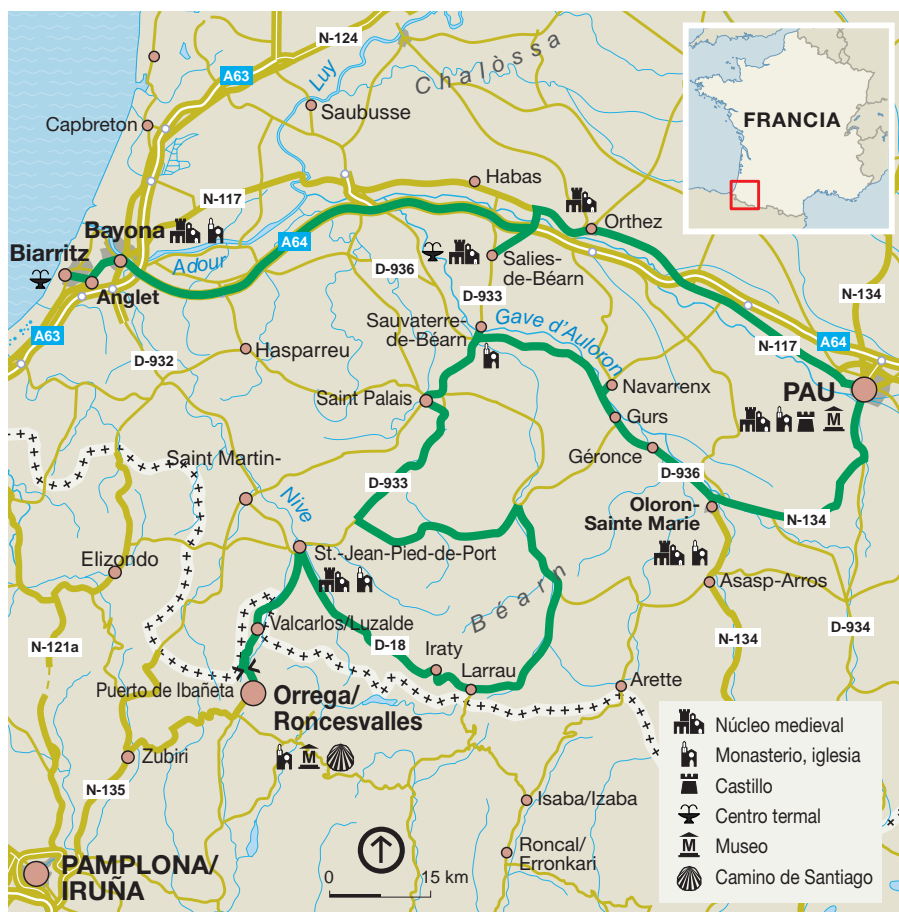 N-124
A63
Luy
Chalòssa
FRANCIA
Capbreton
Saubusse
Habas
N-117
Orthez
Bayona
Biarritz
Adour
A64
Anglet
D-936
Salies-
de-Béarn
N-134
D-933
A63
Sauvaterre-
de-Béarn
Gave d'Auloron
N-117
A64
D-932
Hasparreu
Navarrenx
PAU
Saint Palais
Gurs
M
Géronce
D-936
Saint Martin-
D-933
Nive
Oloron-
Sainte Marie
N-134
St.-Jean-Pied-de-Port
Elizondo
Béarn
Asasp-Arros
Valcarlos/Luzalde
N-121a
D-18
N-134
D-934
Iraty
Larrau
Arette
Puerto de Ibañeta
Orrega/
Roncesvalles
M
Zubiri
N-135
Isaba/Izaba
Roncal/
Erronkari
PAMPLONA/
IRUÑA
0 15 km
Núcleo medieval
Monasterio, iglesia
Castillo
Centro termal
M Museo
Camino de Santiago